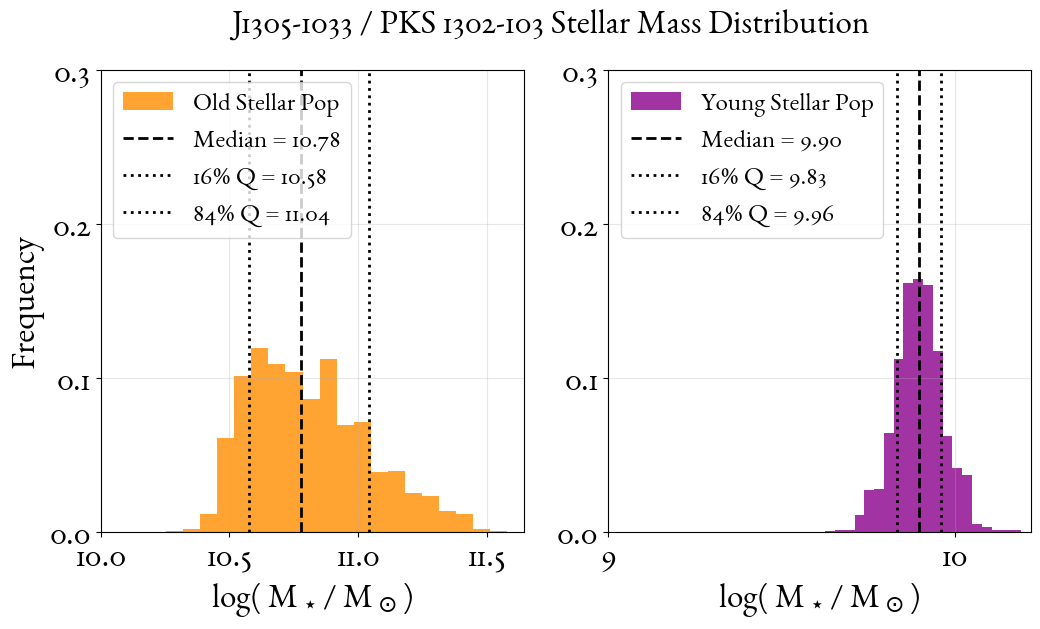 J1305-1033 / PKS 1302-103 Stellar Mass Distribution
Frequency
0.3
0.2
0.1
0.0
Old Stellar Pop
Median = 10.78
16% Q = 10.58
84% Q = 11.04
10.0 10.5 11.0 11.5
log( M ⋆ / M ⊙ )
0.3
0.2
0.1
0.0
Young Stellar Pop
Median = 9.90
16% Q = 9.83
84% Q = 9.96
9 10
log( M ⋆ / M ⊙ )